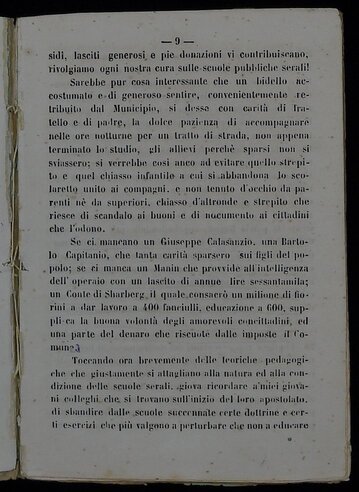 — 9 —
sidi, lasciti generosi e pie donazioni vi contribuiscano,
rivolgiamo ogni nostra cura sulle scuole pubbliche serali!
Sarebbe pur cosa interessante che un bidello ac-
costumato e di generoso sentire, convenientemente re-
tribuito dal Municipio, si desse con carità di fra-
tello e di padre, la dolce pazienza di accompagnare
nelle ore notturne per un tratto di strada, non appena
terminato lo studio, gli allievi perchè sparsi non si
sviassero; si verrebbe così anco ad evitare quello strepi-
to e quel chiasso infantile a cui si abbandona lo sco-
laretto unito ai compagni, e non tenuto d'occhio da pa-
renti nè da superiori, chiasso d'altronde e strepito che
riesce di scandalo ai buoni e di nocumento ai cittadini
che l'odono.
Se ci mancano un Giuseppe Calasanzio, una Barto-
lo Capitanio, che tanta carità sparsero sui figli del po-
polo; se ci manca un Manin che provvide all'intelligenza
dell'operaio con un lascito di annue lire sessantamila;
un Conte di Sharberg il quale consacrò un milione di fio-
rini a dar lavoro a 400 fanciulli, educazione a 600, sup-
pli-ca la buona volontà degli amorevoli concittadini, ed
una parte del denaro che riscuote dalle imposte il Co-
mune
Toccando ora brevemente delle teoriche pedagogi-
che che giustamente si attagliano alla natura ed alla con-
dizione delle scuole serali, giova ricordare a'miei giova-
ni colleghi che si trovano sull'inizio del loro apostolato,
di sbandire dalle scuole succennate certe dottrine e cer-
ti esercizi che più valgono a perturbare che non a educare